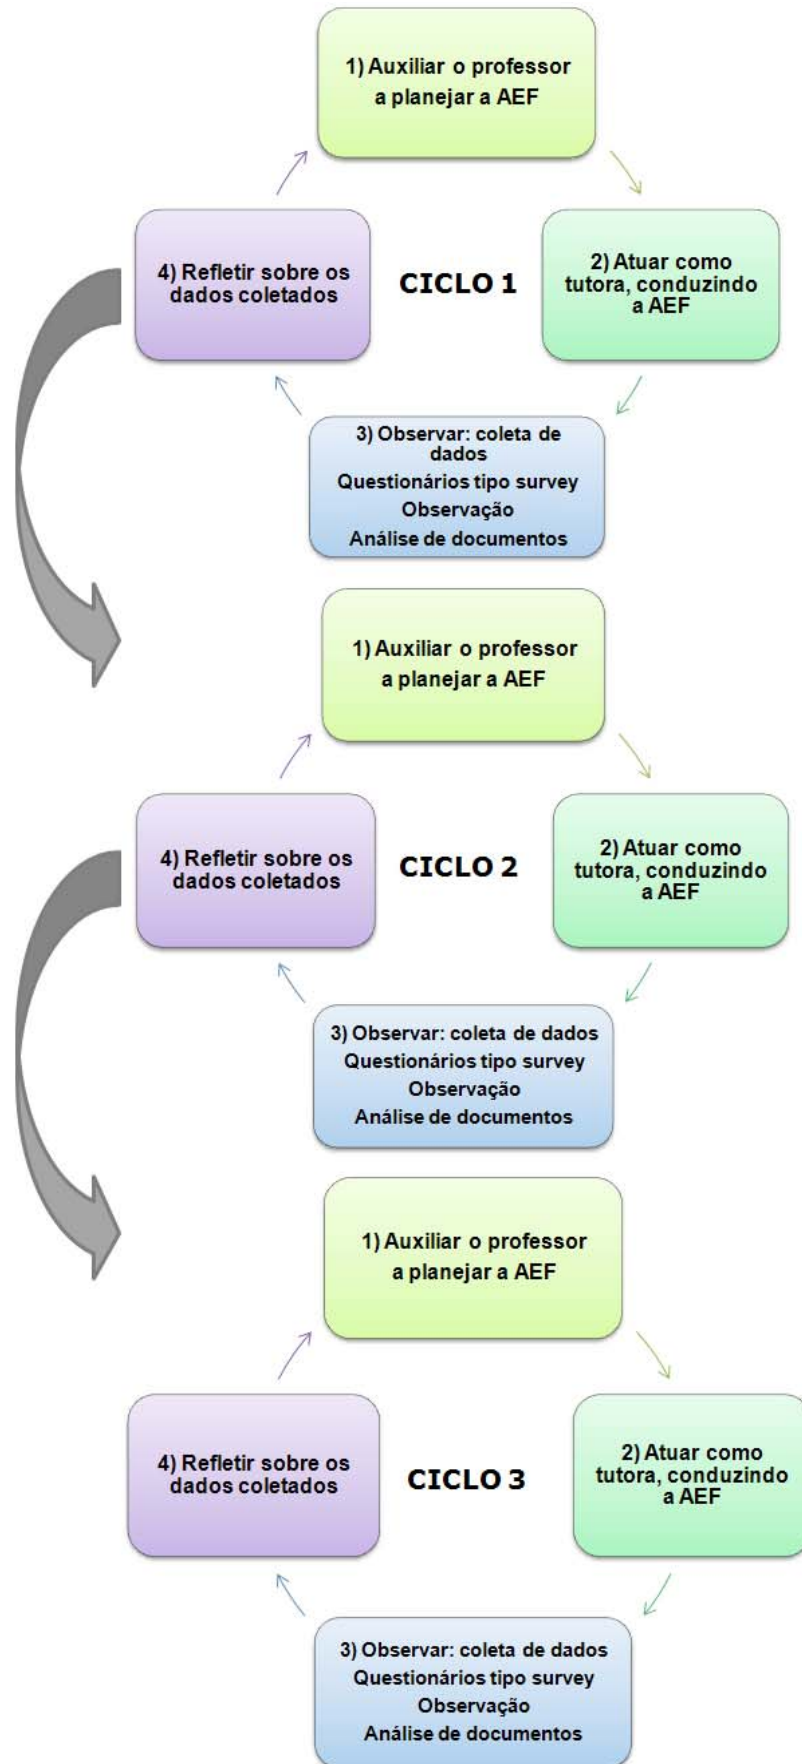 1) Auxiliar o professor
a planejar a AEF
4) Refletir sobre os
dados coletados
CICLO 1
2) Atuar como
tutora, conduzindo
a AEF
3) Observar: coleta de
dados
Questionários tipo survey
Observação
Análise de documentos
1) Auxiliar o professor
a planejar a AEF
4) Refletir sobre os
dados coletados
CICLO 2
2) Atuar como
tutora, conduzindo
a AEF
3) Observar: coleta de dados
Questionários tipo survey
Observação
Análise de documentos
1) Auxiliar o professor
a planejar a AEF
4) Refletir sobre os
dados coletados
CICLO 3
2) Atuar como
tutora, conduzindo
a AEF
3) Observar: coleta de dados
Questionários tipo survey
Observação
Análise de documentos